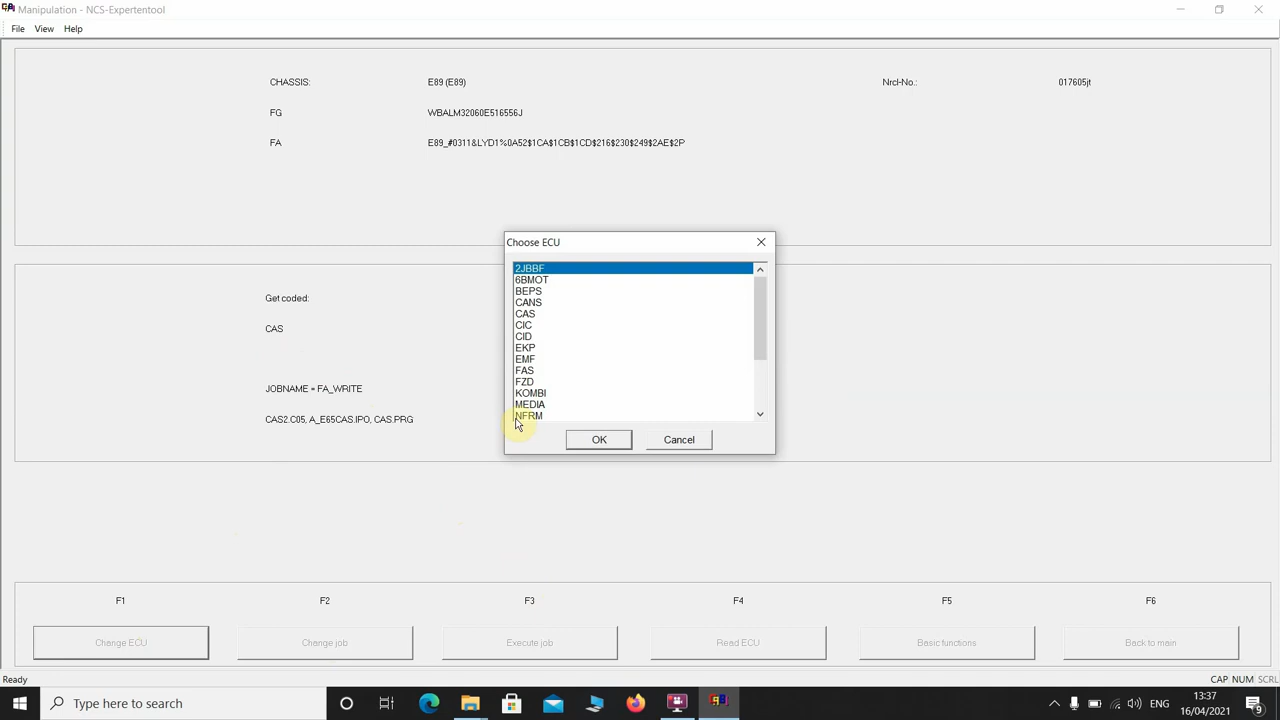 Manipulation - NCS-Expertentool
File View Help
CHASSIS: E89 (E89) Nrcl-No.: 017605jt
FG WBALM32060E516556J
FA E89_#0311&LYD1%0A52$1CA$1CB$1CD$216$230$249$2AE$2P
Choose ECU
2JBBF
6BMOT
BEPS
CANS
CAS
CIC
CID
EKP
EMF
FAS
FZD
KOMBI
MEDIA
NFRM
OK Cancel
Get coded:
CAS
JOBNAME = FA_WRITE
CAS2.C05, A_E65CAS.IPO, CAS.PRG
F1 F2 F3 F4 F5 F6
Change ECU Change job Execute job Read ECU Basic functions Back to main
Ready CAP NUM SCRL
Type here to search
ENG
13:37
16/04/2021
9